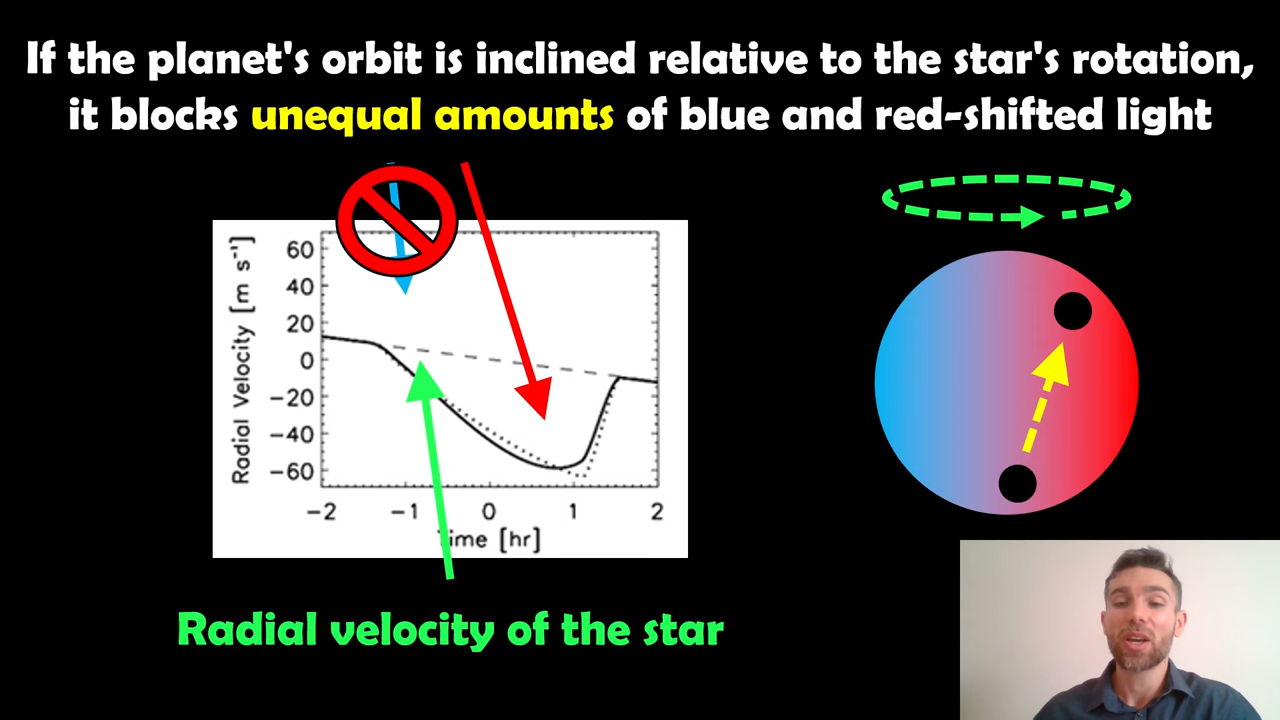 If the planet's orbit is inclined relative to the star's rotation,
it blocks unequal amounts of blue and red-shifted light
Radial Velocity [m s⁻¹]
60
40
20
0
−20
−40
−60
−2 −1 0 1 2
Time [hr]
Radial velocity of the star